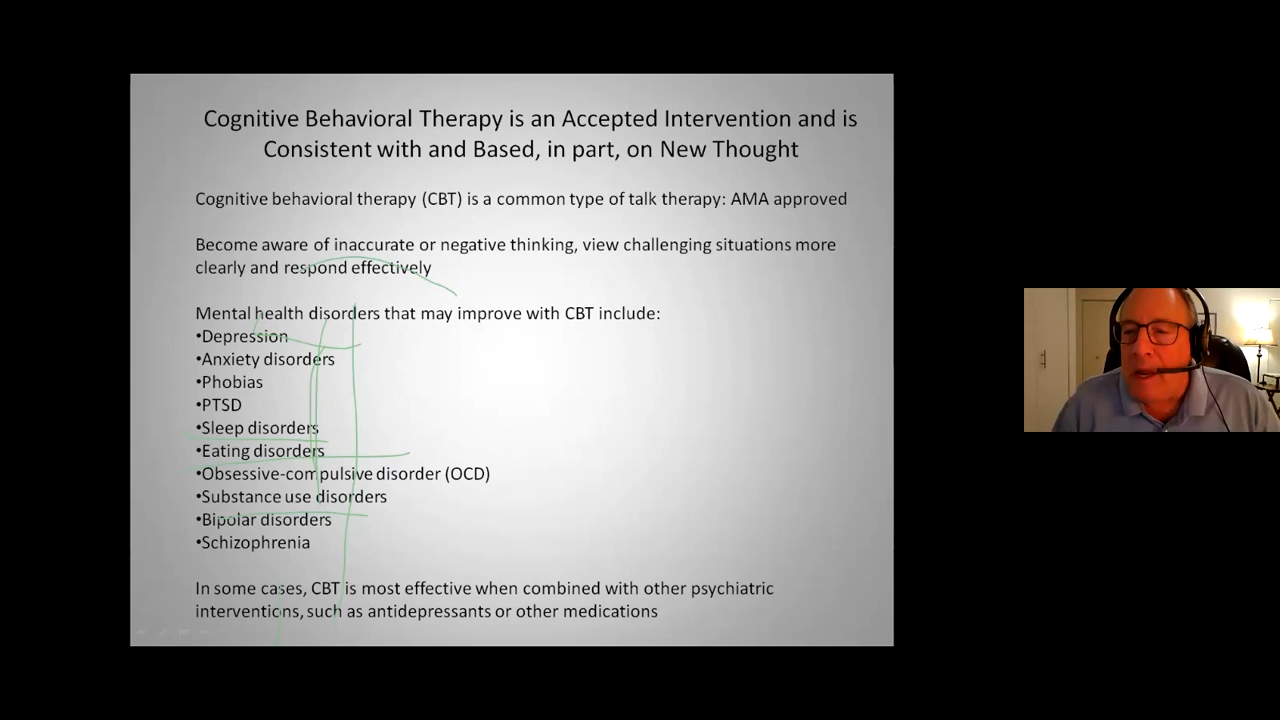 Cognitive Behavioral Therapy is an Accepted Intervention and is
Consistent with and Based, in part, on New Thought
Cognitive behavioral therapy (CBT) is a common type of talk therapy: AMA approved
Become aware of inaccurate or negative thinking, view challenging situations more
clearly and respond effectively
Mental health disorders that may improve with CBT include:
•Depression
•Anxiety disorders
•Phobias
•PTSD
•Sleep disorders
•Eating disorders
•Obsessive-compulsive disorder (OCD)
•Substance use disorders
•Bipolar disorders
•Schizophrenia
In some cases, CBT is most effective when combined with other psychiatric
interventions, such as antidepressants or other medications